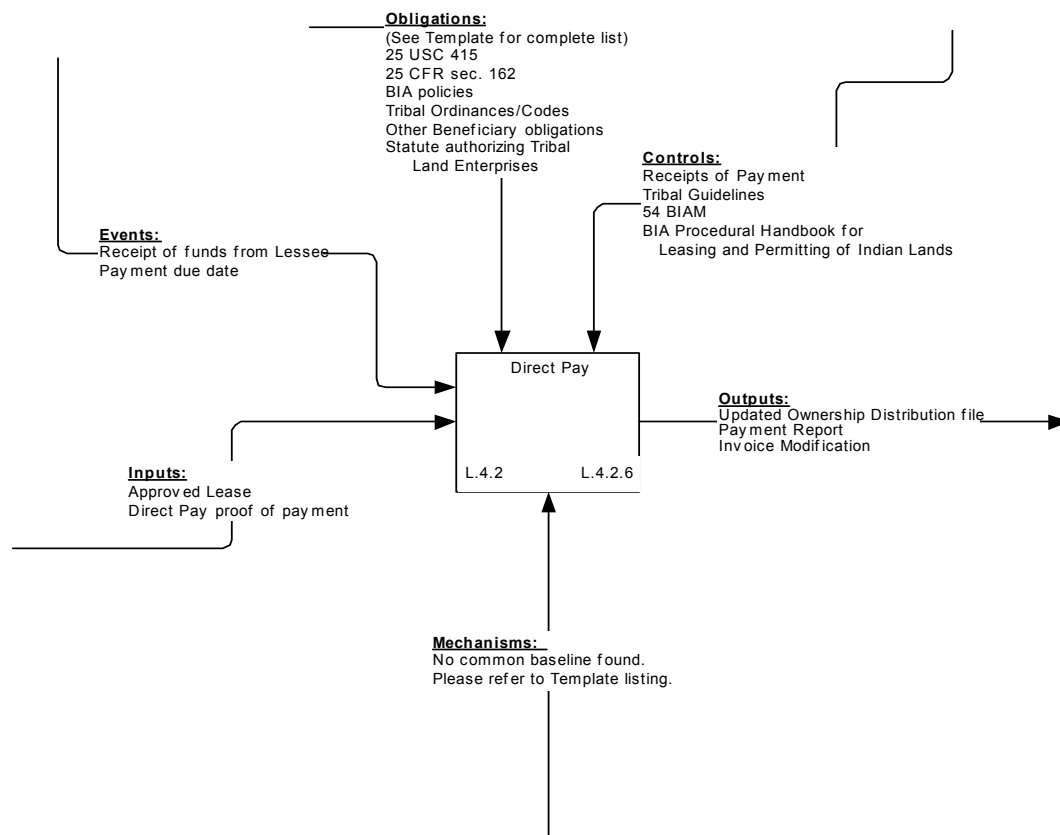 Obligations:
(See Template for complete list)
25 USC 415
25 CFR sec. 162
BIA policies
Tribal Ordinances/Codes
Other Beneficiary obligations
Statute authorizing Tribal
Land Enterprises
Controls:
Receipts of Payment
Tribal Guidelines
54 BIAM
BIA Procedural Handbook for
Leasing and Permitting of Indian Lands
Events:
Receipt of funds from Lessee
Payment due date
Direct Pay
L.4.2 L.4.2.6
Outputs:
Updated Ownership Distribution file
Payment Report
Invoice Modification
Inputs:
Approved Lease
Direct Pay proof of payment
Mechanisms:
No common baseline found.
Please refer to Template listing.